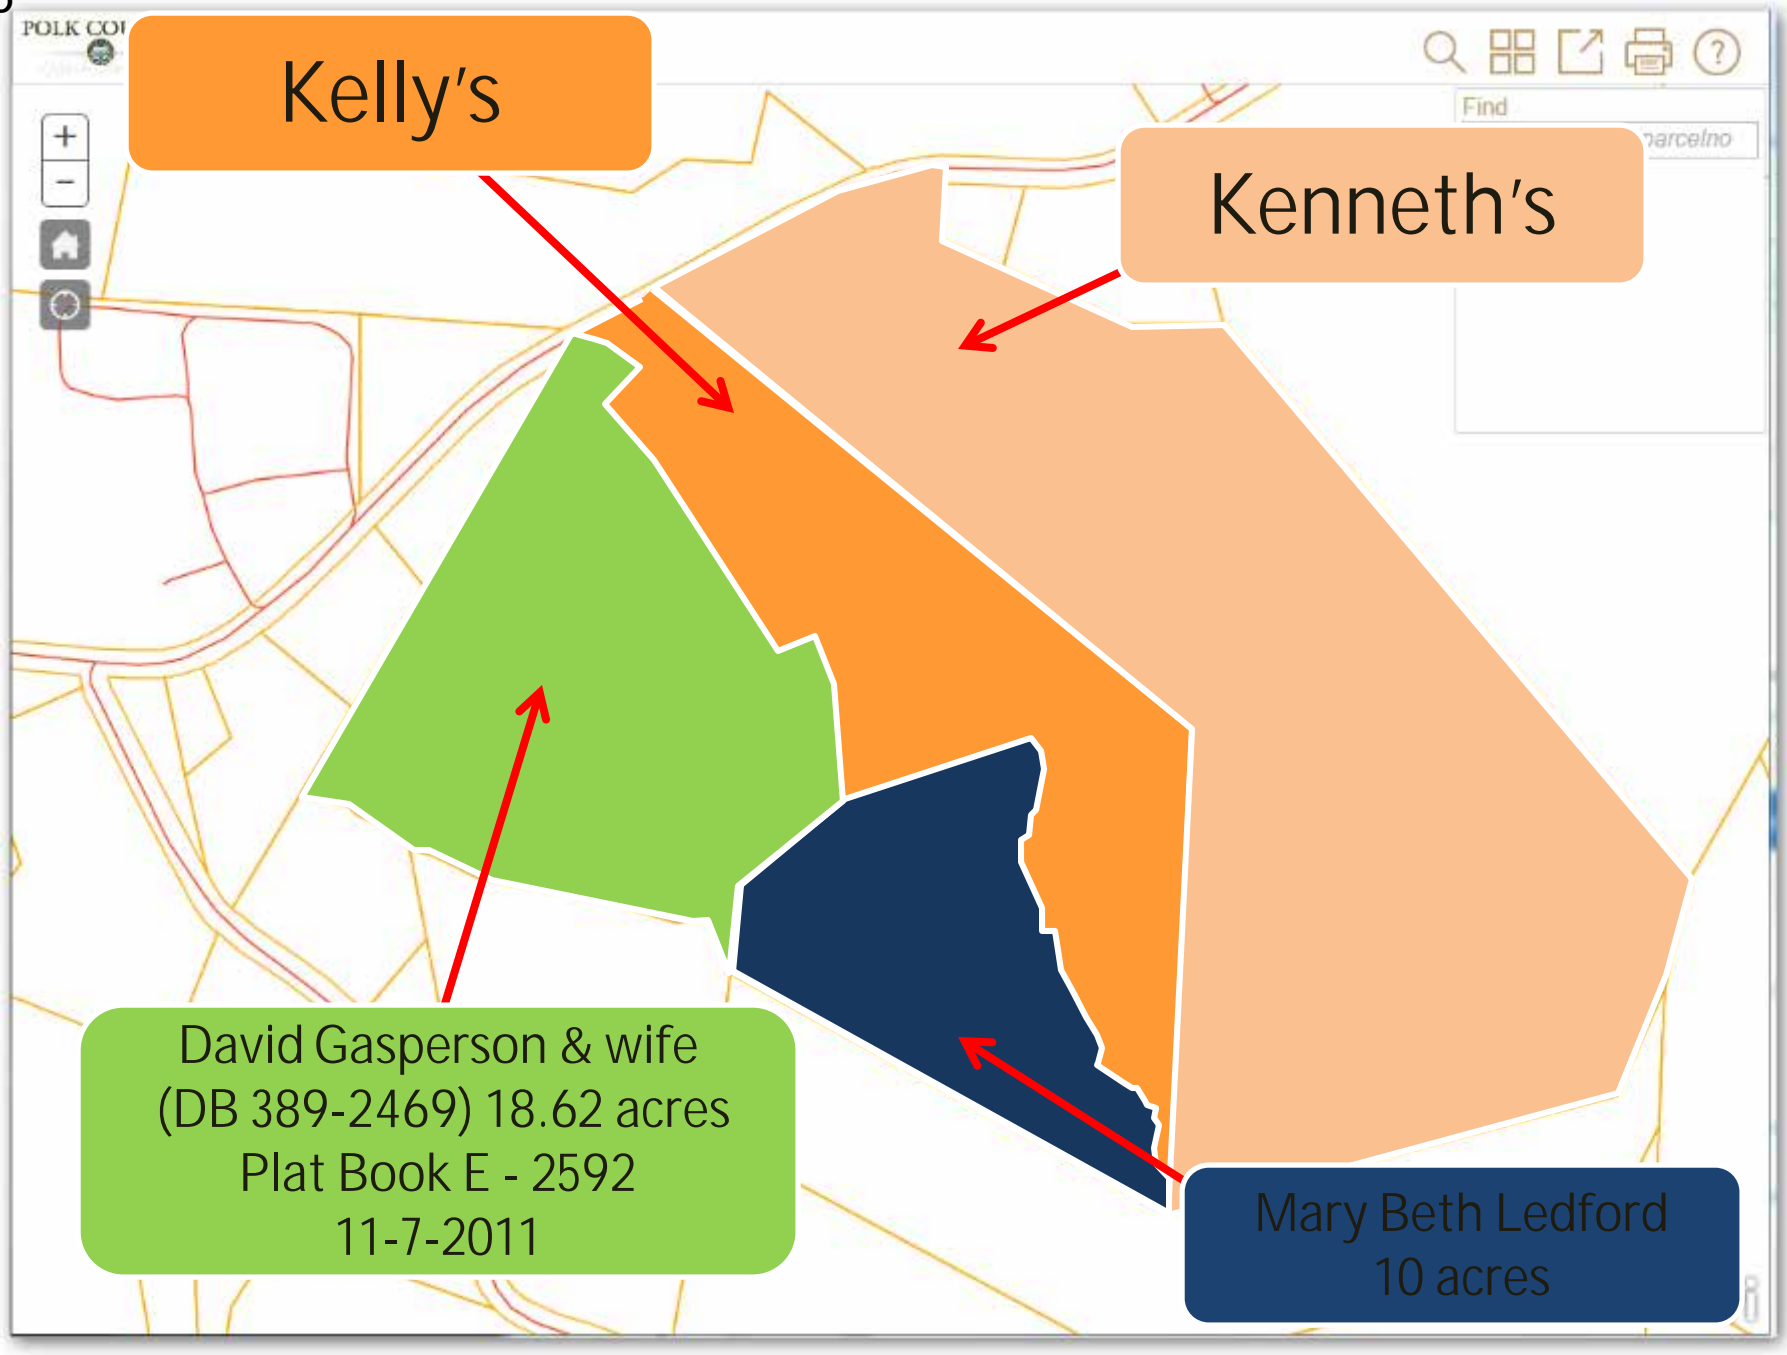 POLK COU
Kelly's
Find
parcelno
Kenneth's
David Gasperson & wife
(DB 389-2469) 18.62 acres
Plat Book E - 2592
11-7-2011
Mary Beth Ledford
10 acres